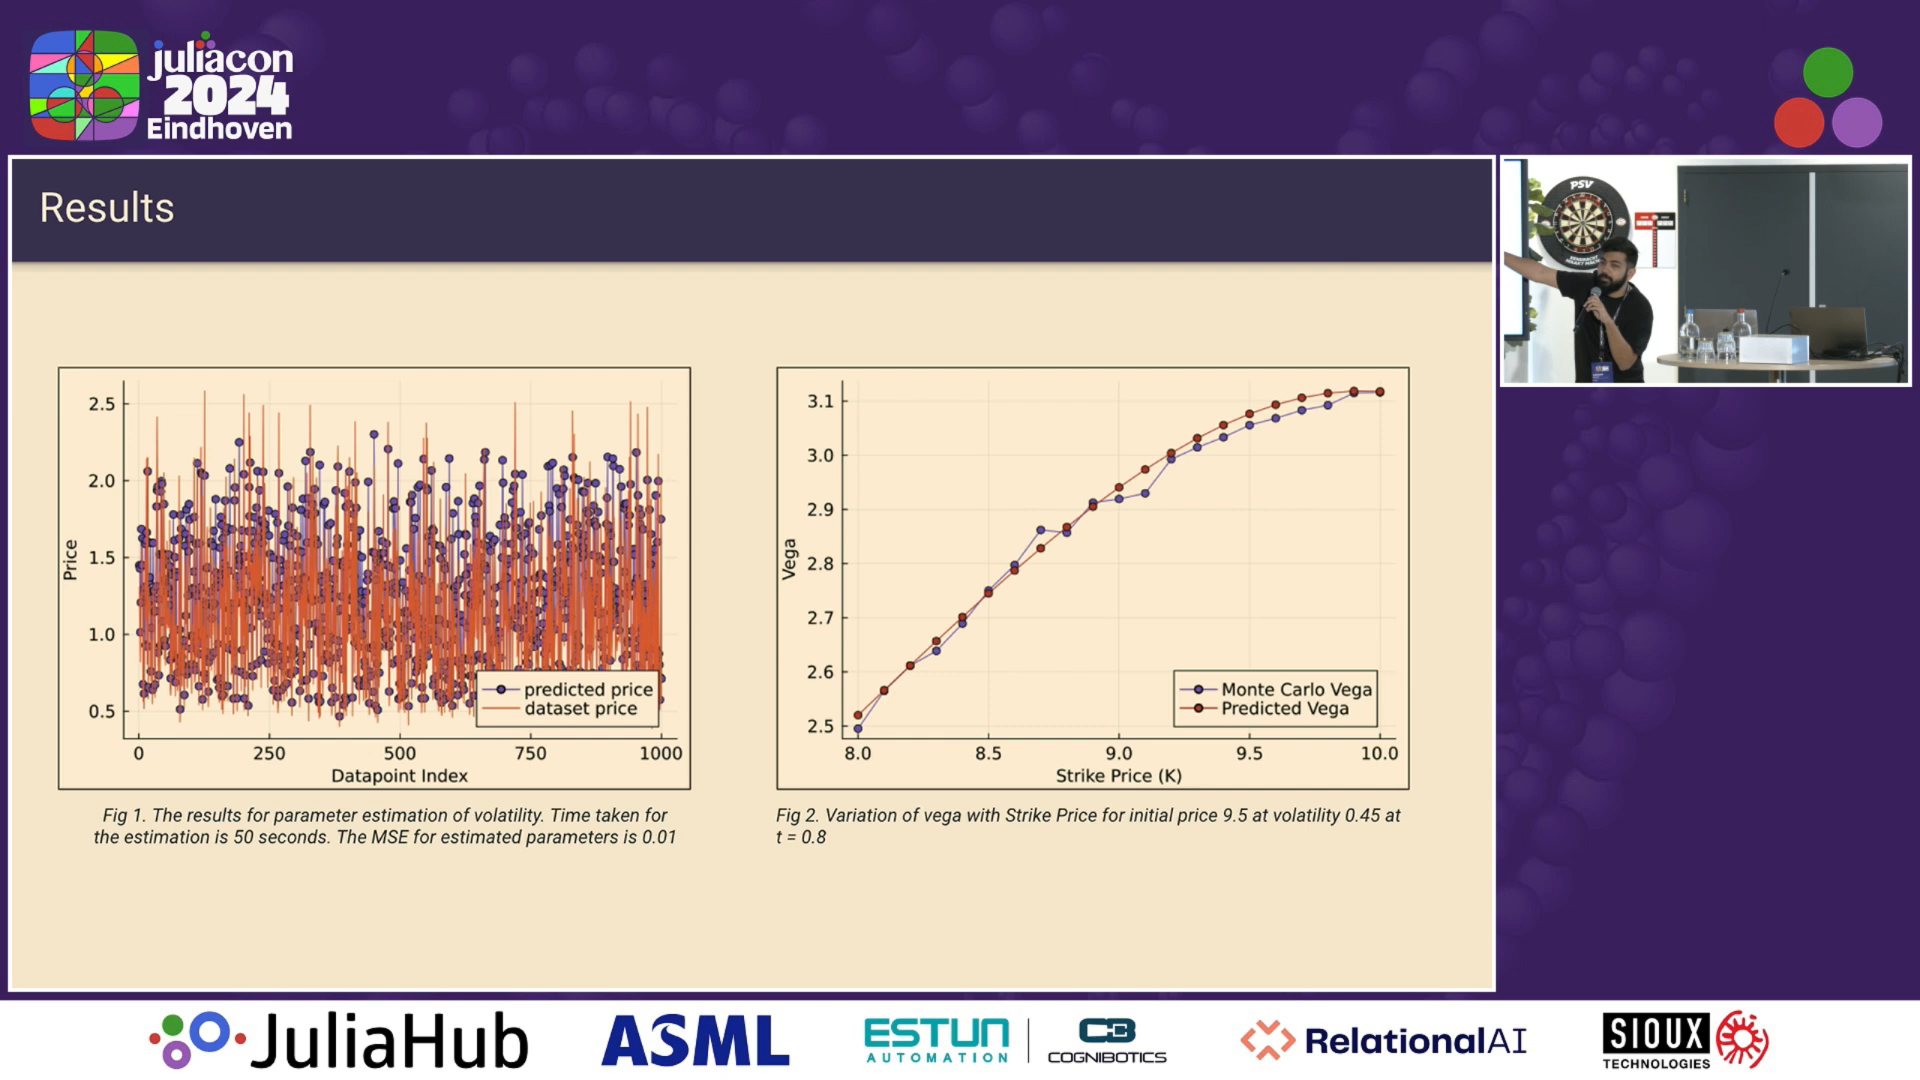 juliacon
2024
Eindhoven
Results
PSV
2.5
2.0
1.5
1.0
0.5
Price
0
250
500
750
1000
Datapoint Index
predicted price
dataset price
Fig 1. The results for parameter estimation of volatility. Time taken for
the estimation is 50 seconds. The MSE for estimated parameters is 0.01
3.1
3.0
2.9
2.8
2.7
2.6
2.5
Vega
8.0
8.5
9.0
9.5
10.0
Strike Price (K)
Monte Carlo Vega
Predicted Vega
Fig 2. Variation of vega with Strike Price for initial price 9.5 at volatility 0.45 at
t = 0.8
JuliaHub
ASML
ESTUN
AUTOMATION
COGNIBOTICS
RelationalAI
SIOUX
TECHNOLOGIES